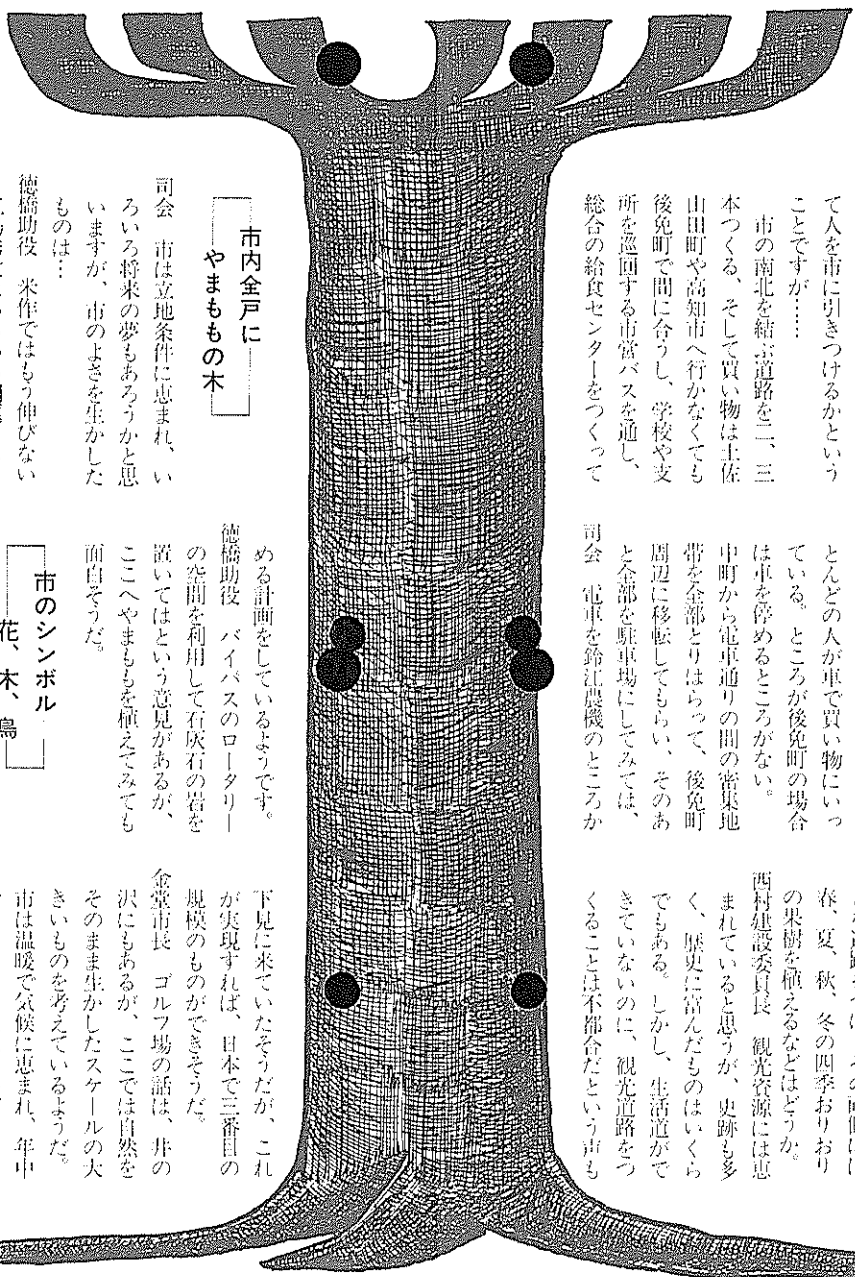 て人を市に引きつけるかという
ことですが……
市の南北を結ぶ道路を二、三
本つくる、そして買い物は土佐
山田町や高知市へ行かなくても
後免町で間に合うし、学校や支
所を巡回する市営バスを通し、
総合の給食センターをつくって
市内全戸に
やまももの木
司会 市は立地条件に恵まれ、い
ろいろ将来の夢もあろうかと思
いますが、市のよさを生かした
ものは…
徳橋助役 米作ではもう伸びない
とんどの人が車で買い物にいっ
ている。ところが後免町の場合
は車を停めるところがない。
中町から電車通りの間の密集地
帯を全部とりはらって、後免町
周辺に移転してもらい、そのあ
と全部を駐車場にしてみては、
司会 電車を鈴江農機のところか
める計画をしているようです。
徳橋助役 バイパスのロータリー
の空間を利用して石灰石の岩を
置いてはという意見があるが、
ここへやまももを植えてみても
面白そうだ。
市のシンボル
花、木、鳥
春、夏、秋、冬の四季おりおり
の果樹を植えるなどはどうか。
西村建設委員長 観光資源には恵
まれていると思うが、史跡も多
く、歴史に富んだものはいくら
でもある。しかし、生活道がで
きていないのに、観光道路をつ
くることは不都合だという声も
下見に来ていたそうだが、これ
が実現すれば、日本で三番目の
規模のものができそうだ。
金堂市長 ゴルフ場の話は、井の
沢にもあるが、ここでは自然を
そのまま生かしたスケールの大
きいものを考えているようだ。
市は温暖で気候に恵まれ、年中